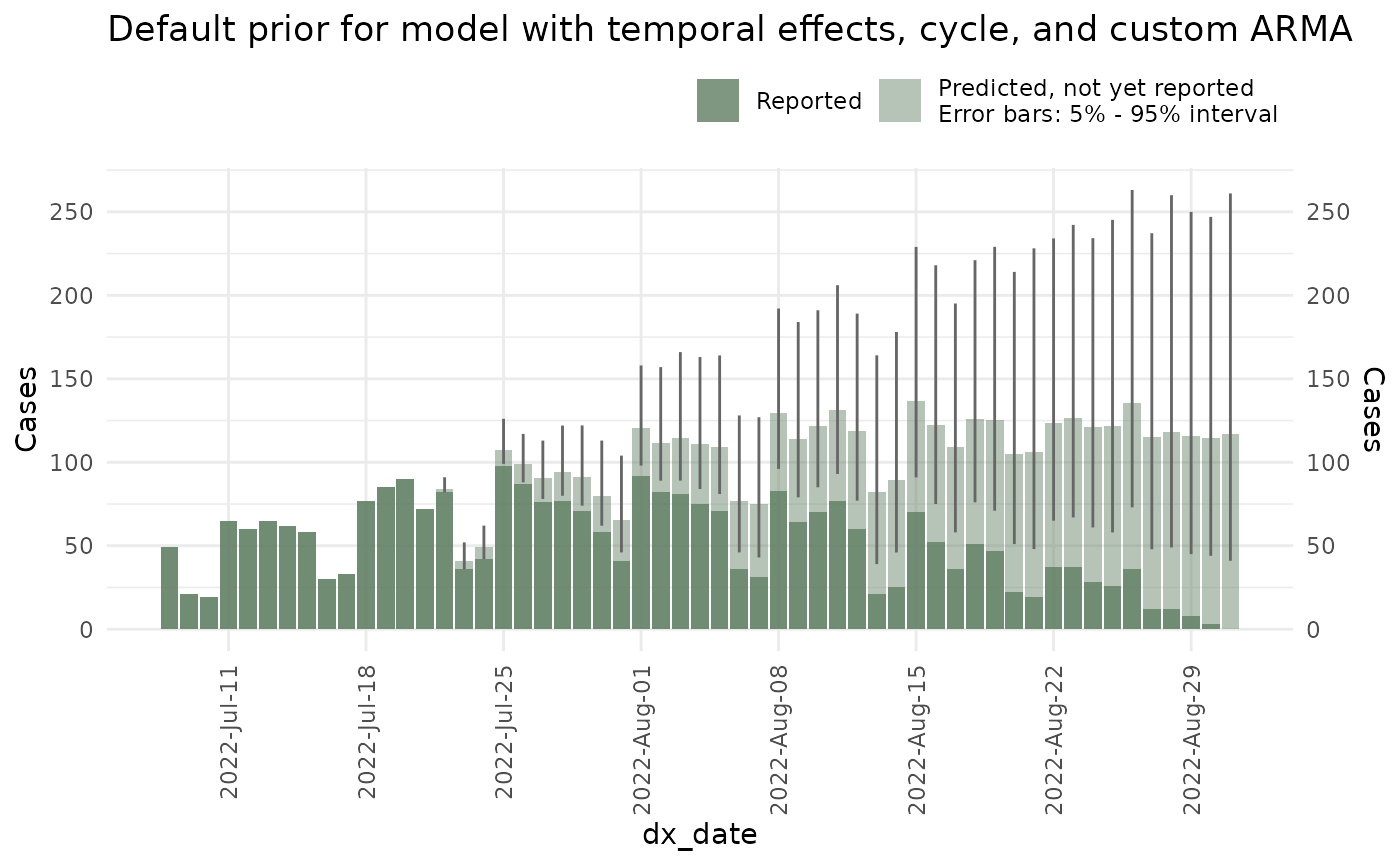 Default prior for model with temporal effects, cycle, and custom ARMA
Reported
Predicted, not yet reported
Error bars: 5% - 95% interval
Cases
250
200
150
100
50
0
250
200
150
100
50
0
Cases
2022-Jul-11
2022-Jul-18
2022-Jul-25
2022-Aug-01
2022-Aug-08
2022-Aug-15
2022-Aug-22
2022-Aug-29
dx_date